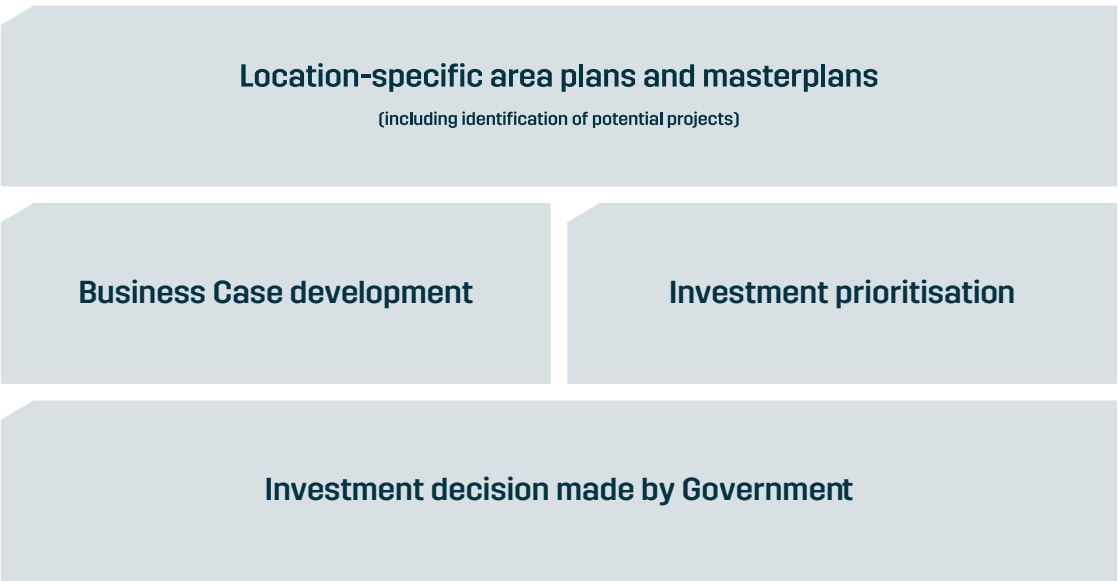 Location-specific area plans and masterplans
(including identification of potential projects)
Business Case development
Investment prioritisation
Investment decision made by Government